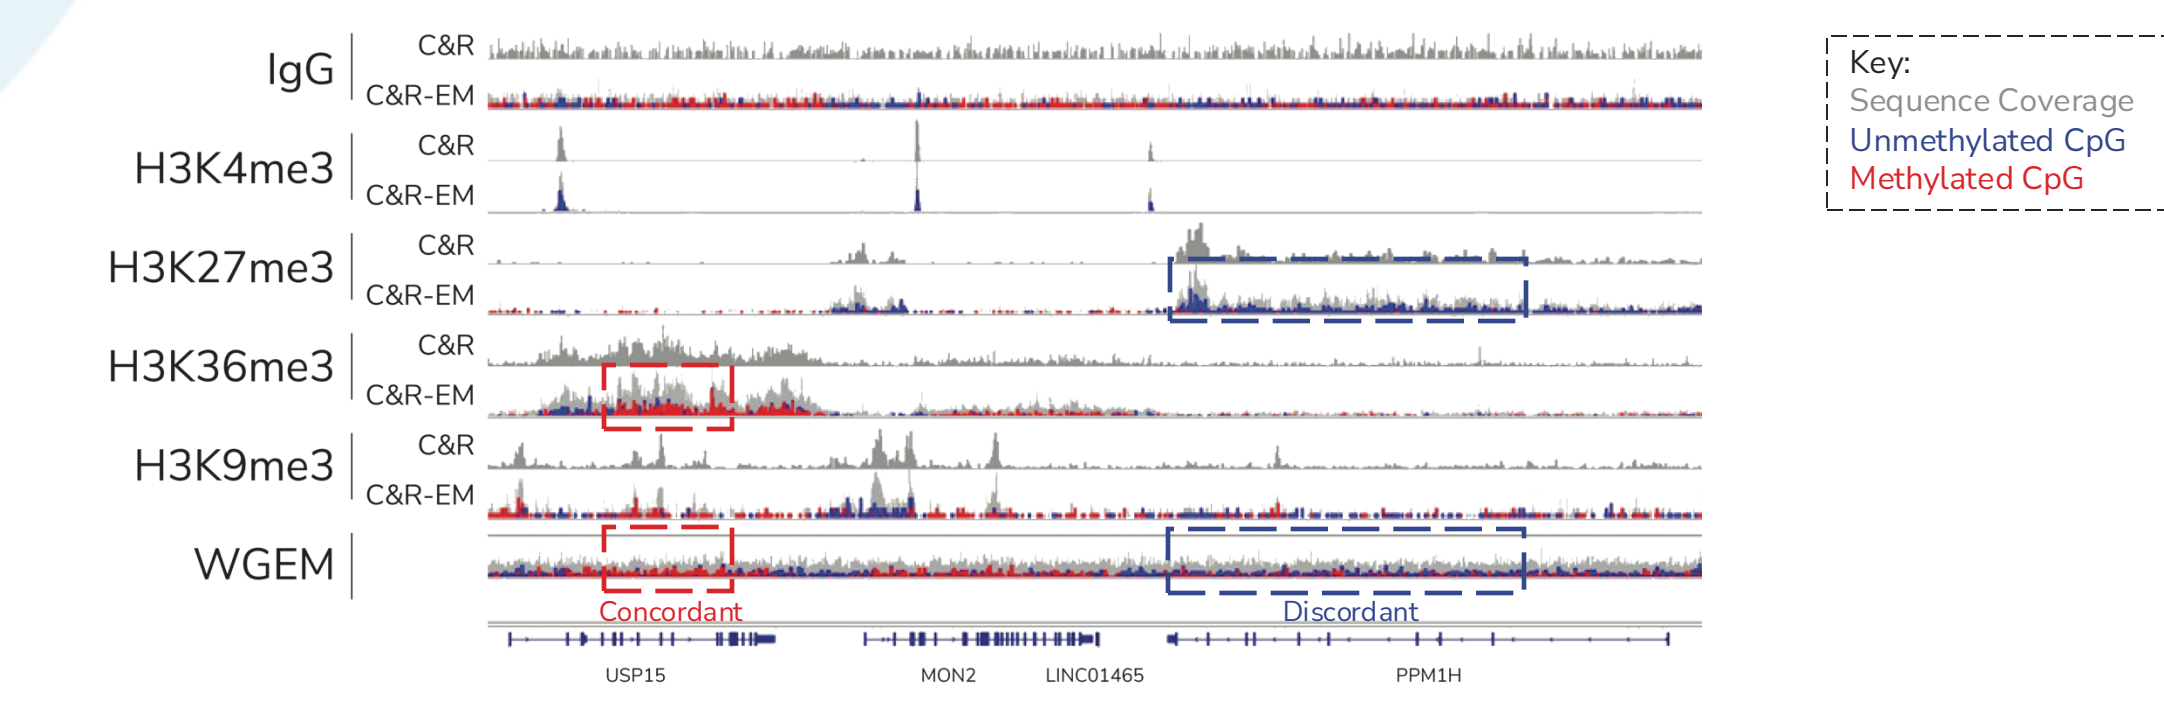 IgG
C&R
C&R-EM
H3K4me3
C&R
C&R-EM
H3K27me3
C&R
C&R-EM
H3K36me3
C&R
C&R-EM
H3K9me3
C&R
C&R-EM
WGEM
Concordant
Discordant
USP15
MON2
LINC01465
PPM1H
Key:
Sequence Coverage
Unmethylated CpG
Methylated CpG